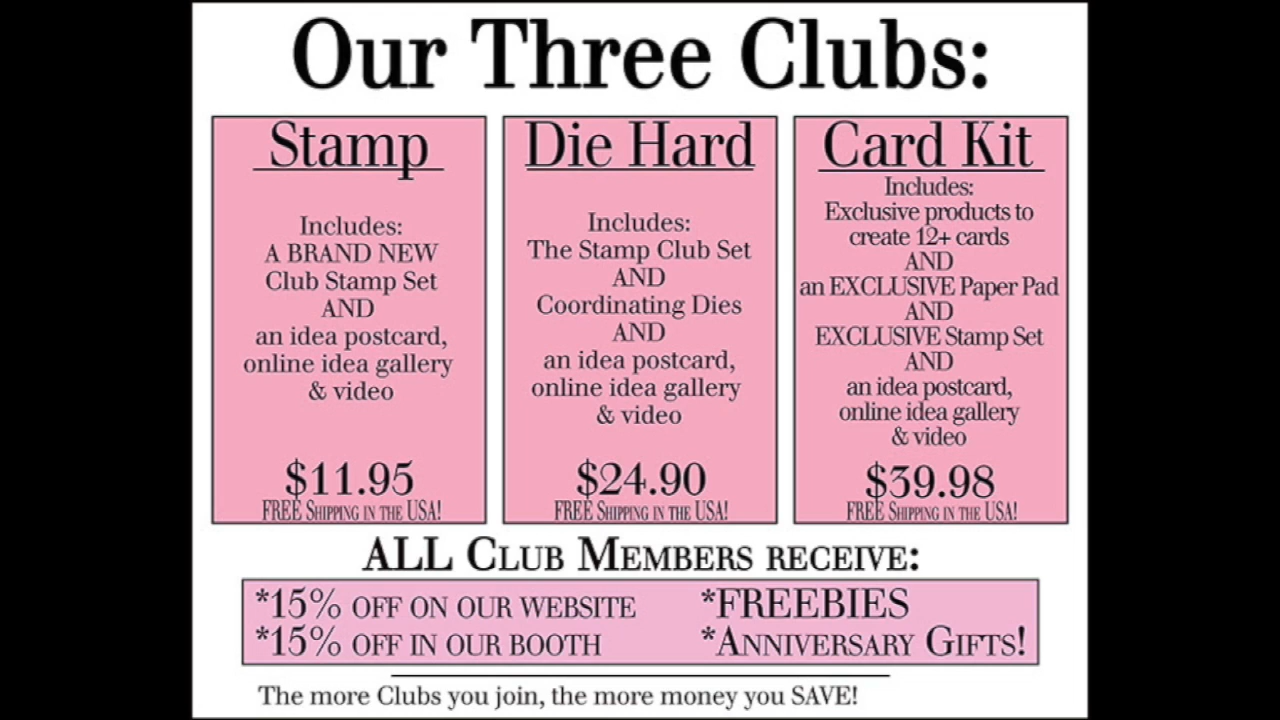 Our Three Clubs:
Stamp
Includes:
A BRAND NEW
Club Stamp Set
AND
an idea postcard,
online idea gallery
& video
$11.95
FREE SHIPPING IN THE USA!
Die Hard
Includes:
The Stamp Club Set
AND
Coordinating Dies
AND
an idea postcard,
online idea gallery
& video
$24.90
FREE SHIPPING IN THE USA!
Card Kit
Includes:
Exclusive products to
create 12+ cards
AND
an EXCLUSIVE Paper Pad
AND
EXCLUSIVE Stamp Set
AND
an idea postcard,
online idea gallery
& video
$39.98
FREE SHIPPING IN THE USA!
ALL CLUB MEMBERS RECEIVE:
*15% OFF ON OUR WEBSITE
*15% OFF IN OUR BOOTH
*FREEBIES
*ANNIVERSARY GIFTS!
The more Clubs you join, the more money you SAVE!